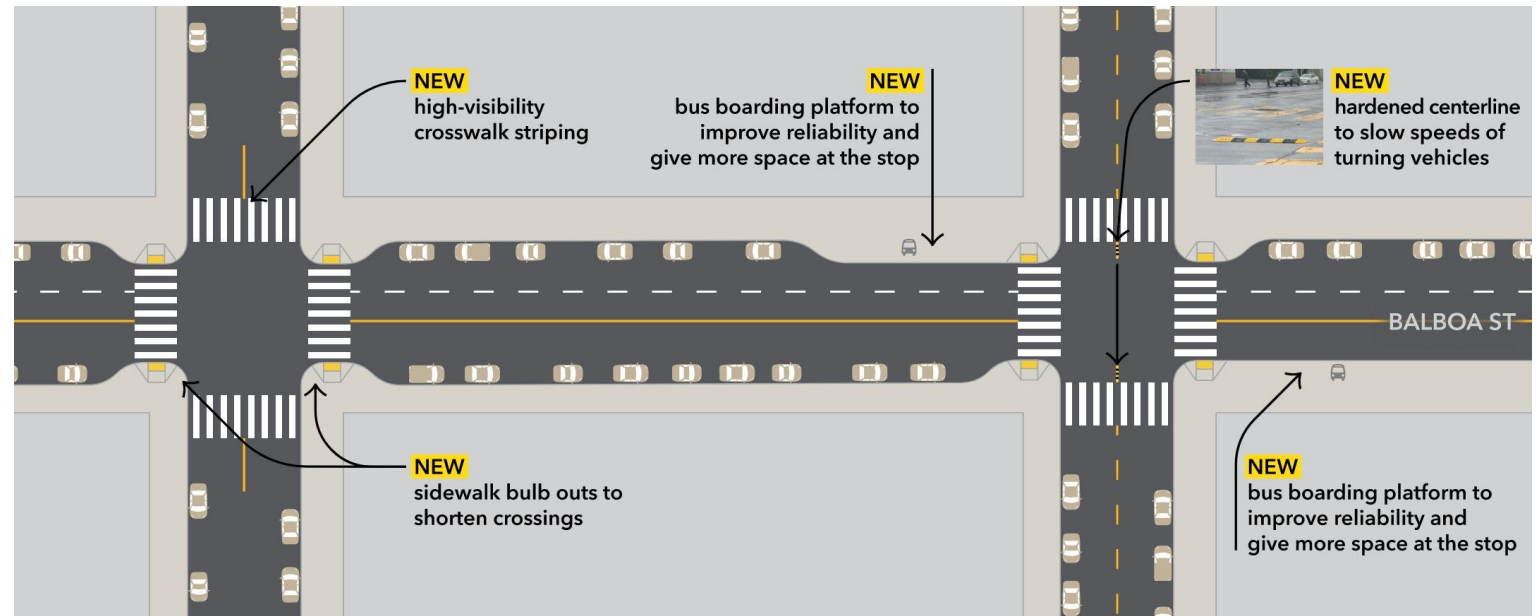 NEW
high-visibility
crosswalk striping
NEW
bus boarding platform to
improve reliability and
give more space at the stop
NEW
hardened centerline
to slow speeds of
turning vehicles
BALBOA ST
NEW
sidewalk bulb outs to
shorten crossings
NEW
bus boarding platform to
improve reliability and
give more space at the stop